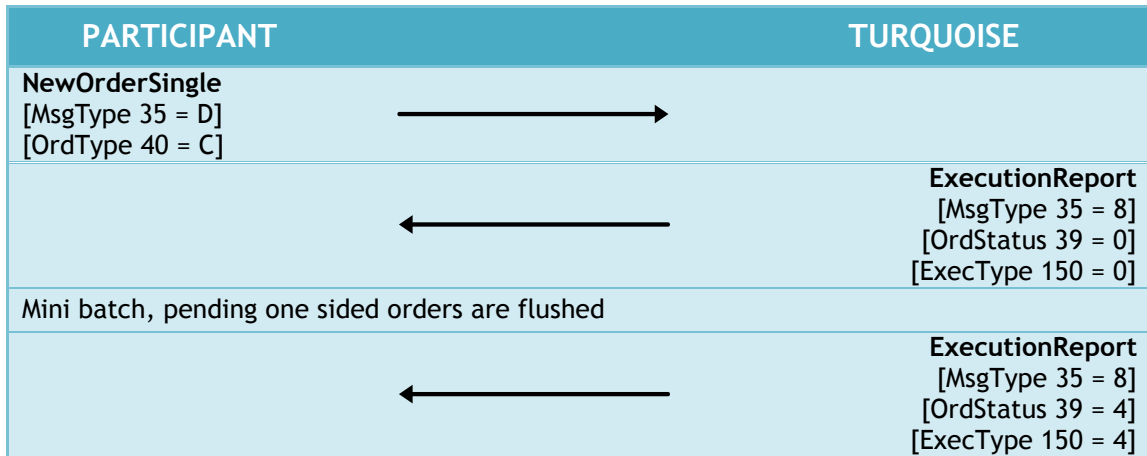 PARTICIPANT TURQUOISE
NewOrderSingle
[MsgType 35 = D]
[OrdType 40 = C]
ExecutionReport
[MsgType 35 = 8]
[OrdStatus 39 = 0]
[ExecType 150 = 0]
Mini batch, pending one sided orders are flushed
ExecutionReport
[MsgType 35 = 8]
[OrdStatus 39 = 4]
[ExecType 150 = 4]